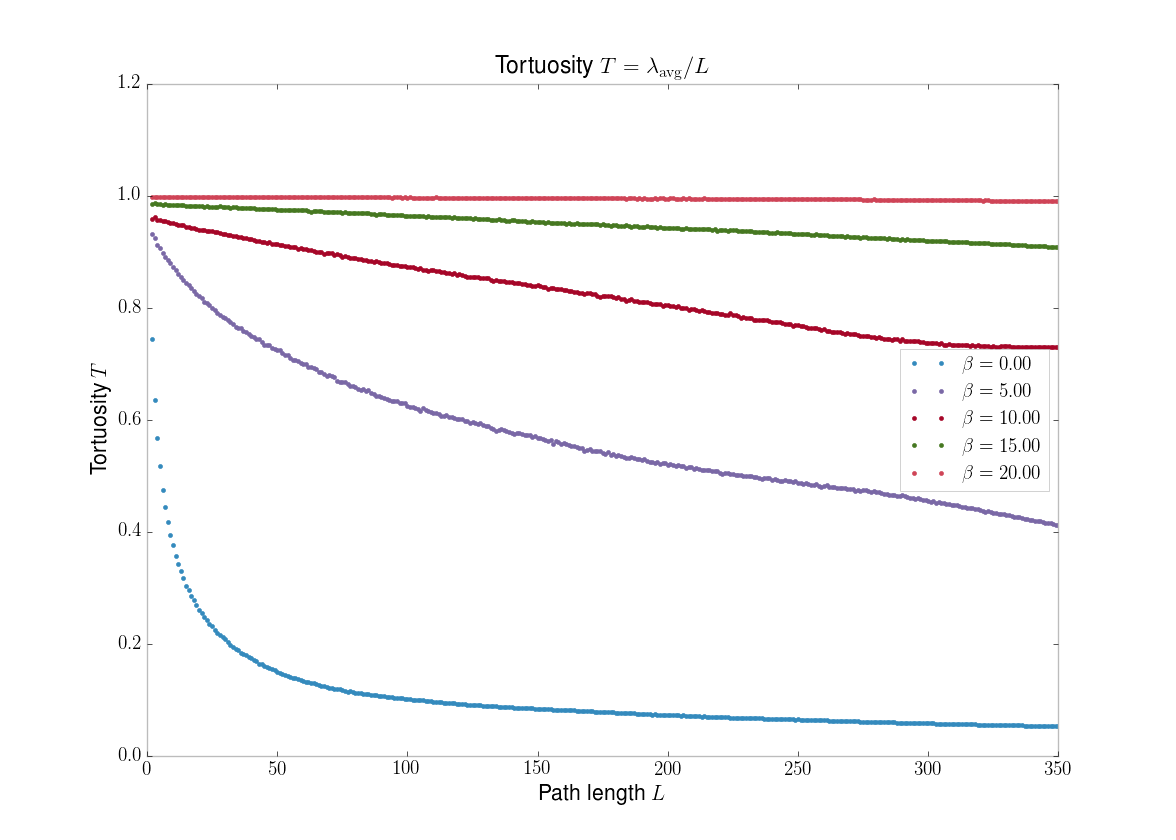 Tortuosity T = λavg/L
1.2
1.0
0.8
0.6
0.4
0.2
0.0
Tortuosity T
β = 0.00
β = 5.00
β = 10.00
β = 15.00
β = 20.00
0 50 100 150 200 250 300 350
Path length L